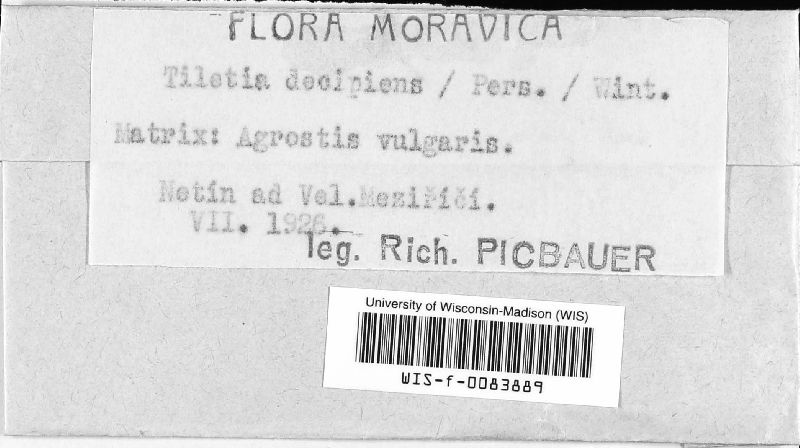 FLORA MORAVICA
Tiletia decipiens / Pers. / Wint.
Matrix: Agrostis vulgaris.
Netín ad Vel.Meziříčí.
VII. 1926.
leg. Rich. PICBAUER
University of Wisconsin-Madison (WIS)
WIS-f-0083889